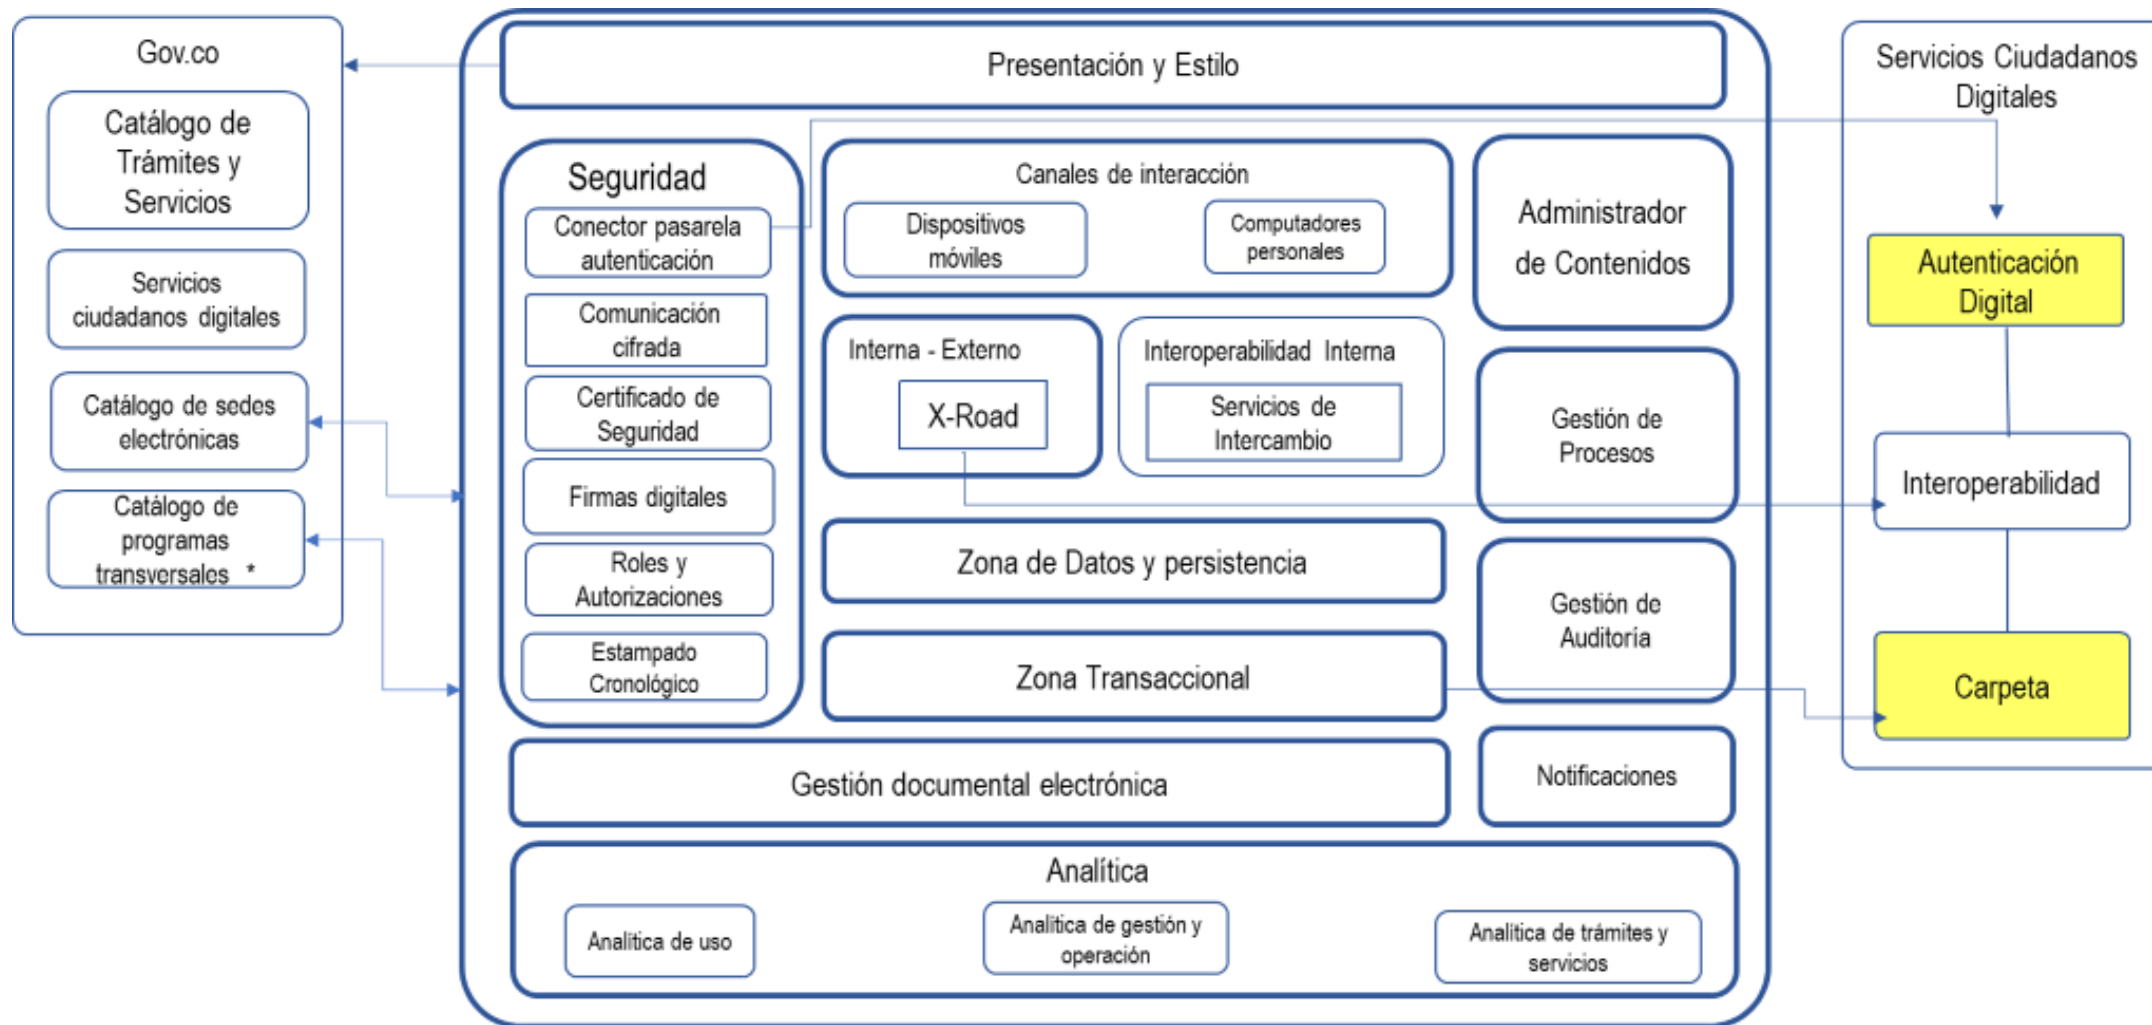 Gov.co
Catálogo de
Trámites y
Servicios
Servicios
ciudadanos digitales
Catálogo de sedes
electrónicas
Catálogo de
programas
transversales *
Presentación y Estilo
Seguridad
Conector pasarela
autenticación
Comunicación
cifrada
Certificado de
Seguridad
Firmas digitales
Roles y
Autorizaciones
Estampado
Cronológico
Canales de interacción
Dispositivos
móviles
Computadores
personales
Interna - Externo
X-Road
Interoperabilidad Interna
Servicios de
Intercambio
Zona de Datos y persistencia
Zona Transaccional
Administrador
de Contenidos
Gestión de
Procesos
Gestión de
Auditoría
Gestión documental electrónica
Notificaciones
Analítica
Analítica de uso
Analítica de gestión y
operación
Analítica de trámites y
servicios
Servicios Ciudadanos
Digitales
Autenticación
Digital
Interoperabilidad
Carpeta